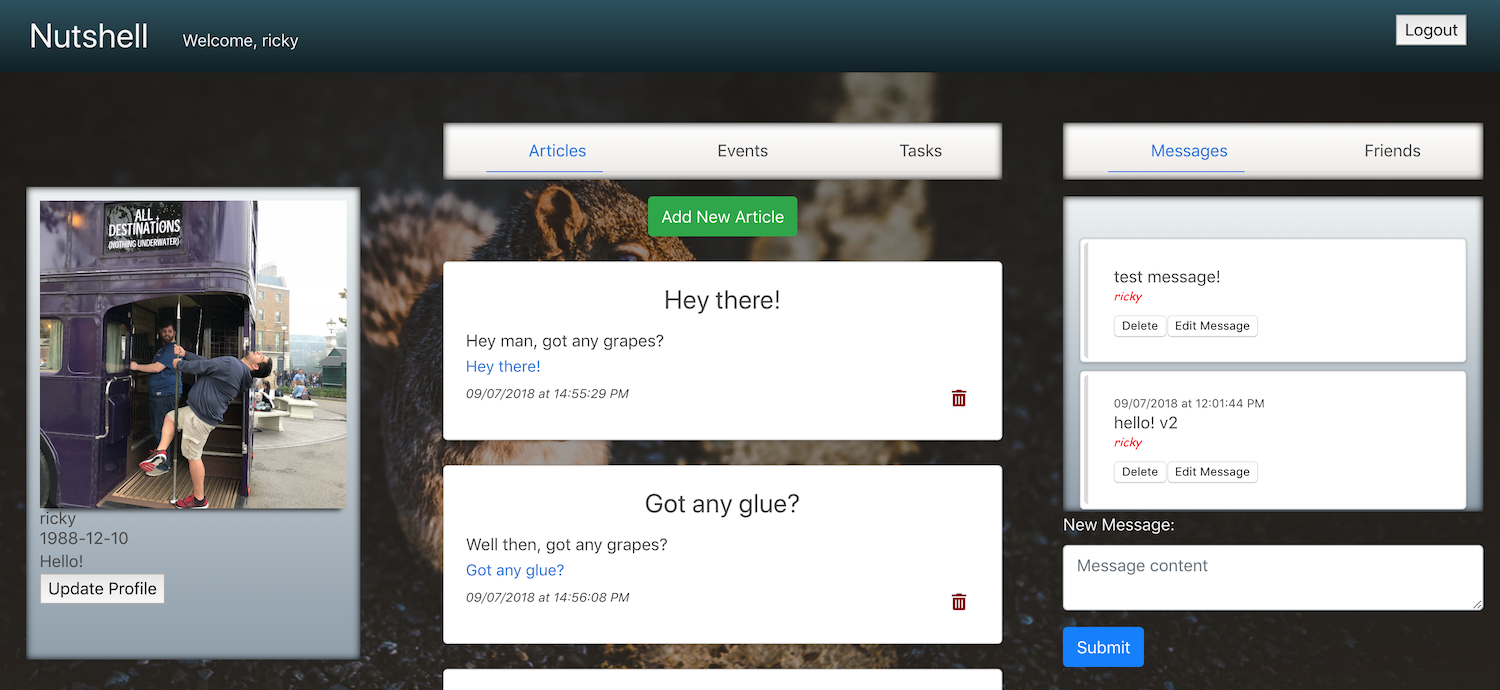 Nutshell
Welcome, ricky
Logout
ALL
DESTINATIONS
(NOTHING UNDERWATER)
ricky
1988-12-10
Hello!
Update Profile
Articles
Events
Tasks
Add New Article
Hey there!
Hey man, got any grapes?
Hey there!
09/07/2018 at 14:55:29 PM
Got any glue?
Well then, got any grapes?
Got any glue?
09/07/2018 at 14:56:08 PM
Messages
Friends
test message!
ricky
Delete
Edit Message
09/07/2018 at 12:01:44 PM
hello! v2
ricky
Delete
Edit Message
New Message:
Message content
Submit